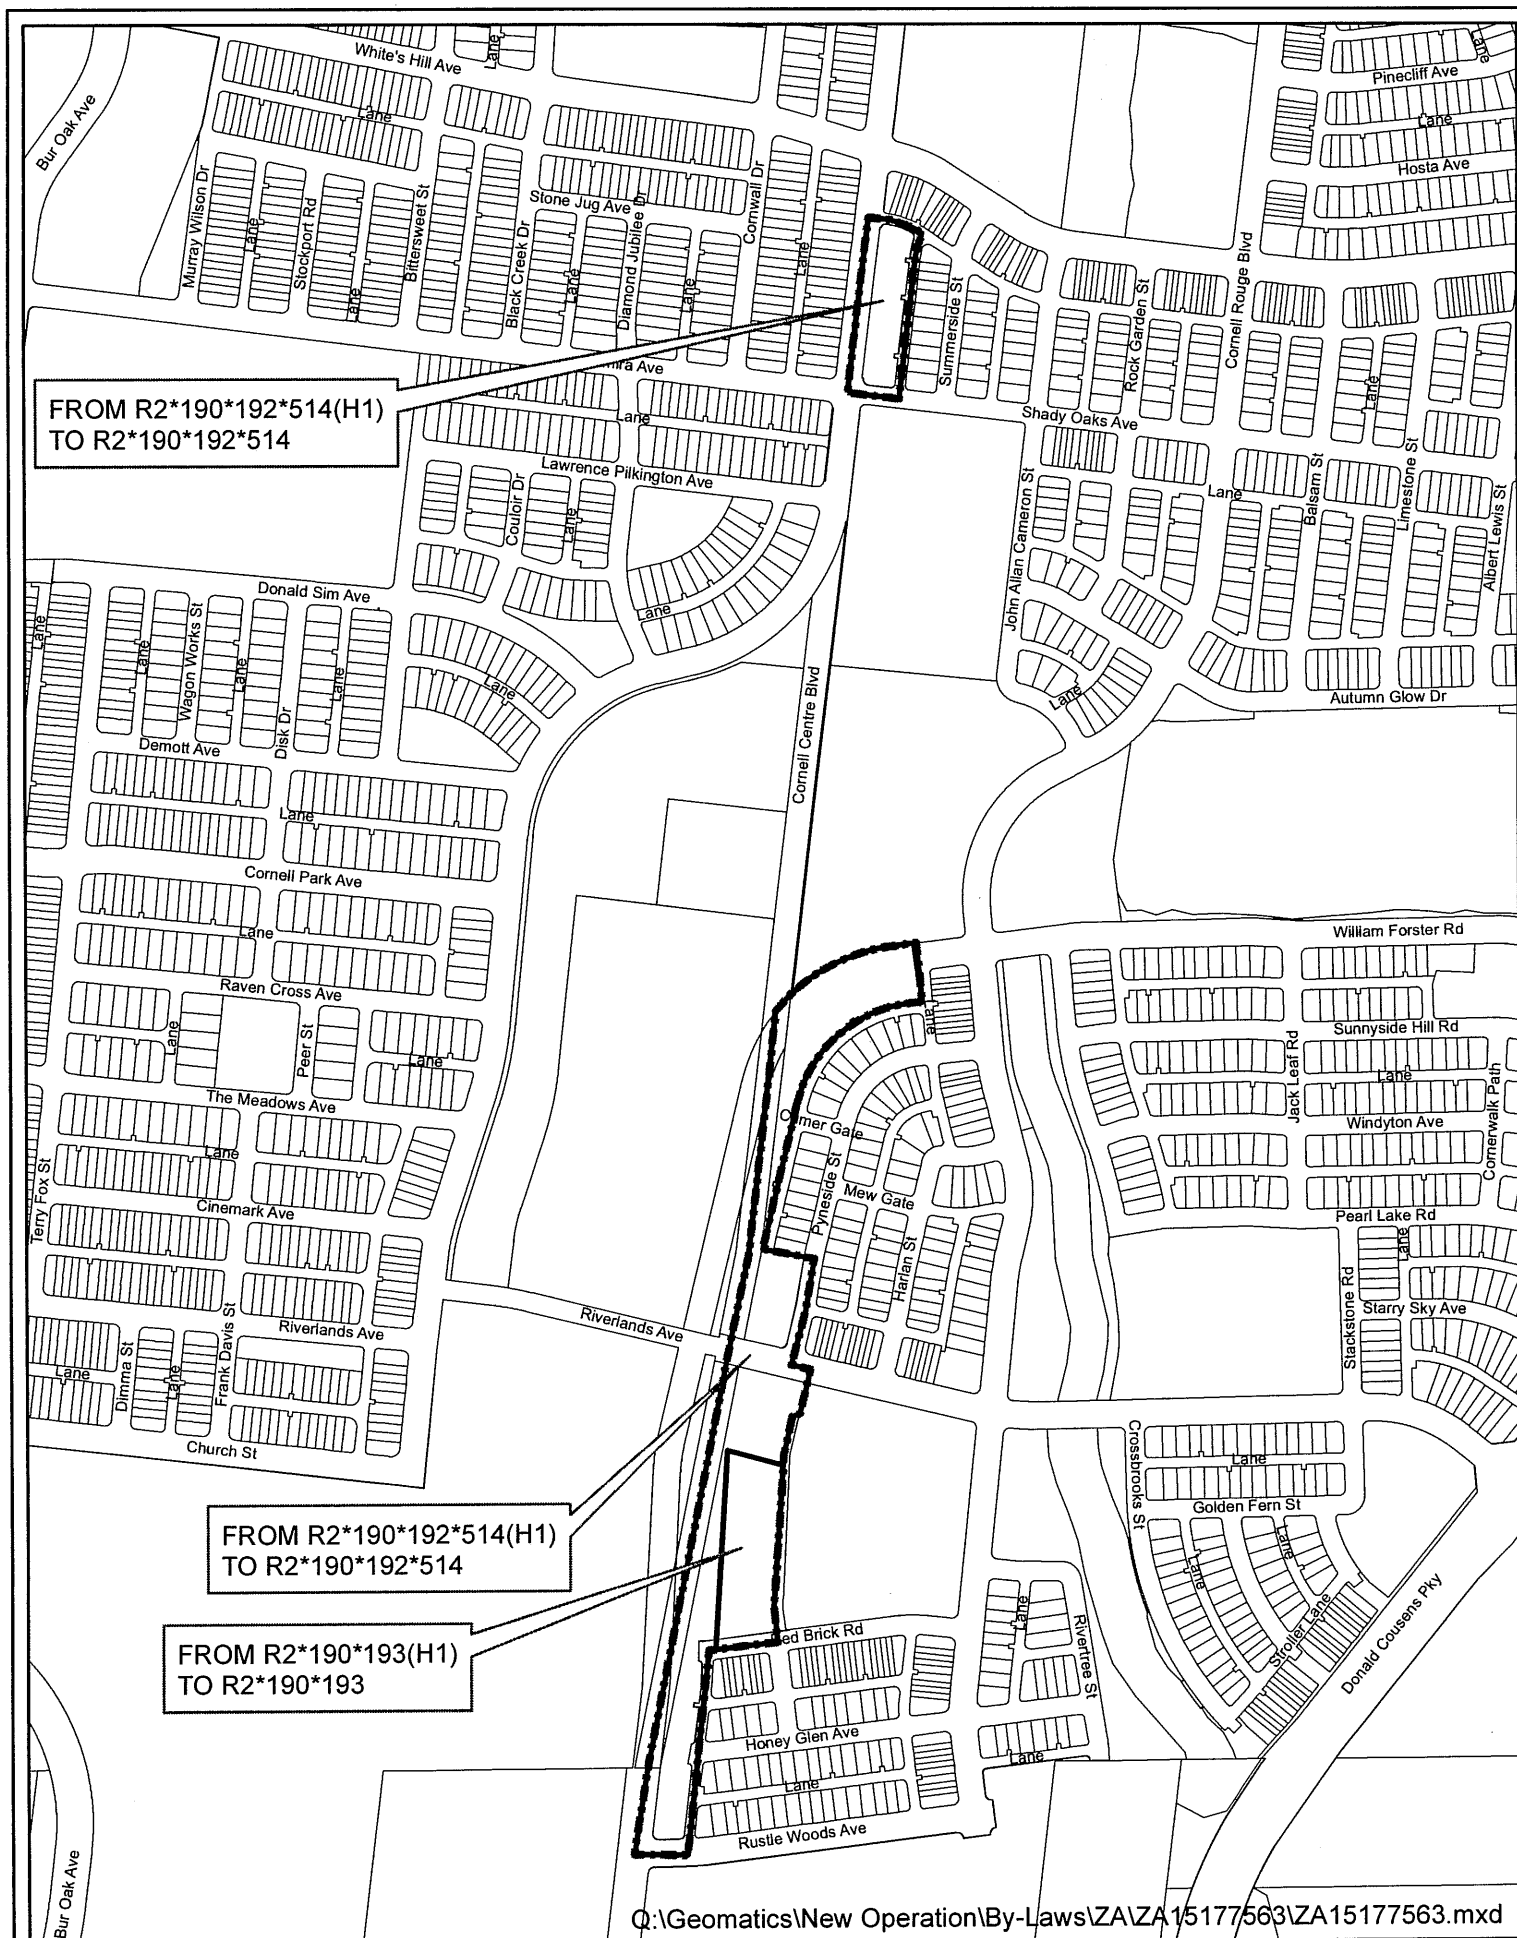 White's Hill Ave
Lane
Lane
Pinecliff Ave
Bur Oak Ave
Lane
Lane
Hosta Ave
Murray Wilson Dr
Lane
Stockport Rd
Lane
Bittersweet St
Black Creek Dr
Stone Jug Ave
Lane
Diamond Jubilee Dr
Lane
Cornwall Dr
Lane
Summerside St
Rock Garden St
Cornell Rouge Blvd
Lane
FROM R2*190*192*514(H1)
TO R2*190*192*514
Ave
Lane
Shady Oaks Ave
Lawrence Pilkington Ave
Couloir Dr
Lane
Lane
John Allan Cameron St
Lane
Balsam St
Limestone St
Albert Lewis St
Donald Sim Ave
Lane
Lane
Wagon Works St
Lane
Disk Dr
Lane
Lane
Lane
Autumn Glow Dr
Demott Ave
Cornell Centre Blvd
Lane
Cornell Park Ave
Lane
Raven Cross Ave
William Forster Rd
Lane
Lane
Peer St
Lane
Sunnyside Hill Rd
Jack Leaf Rd
Lane
Cornerwalk Path
The Meadows Ave
Windyton Ave
Gate
Lane
Terry Fox St
Pyneside St
Mew Gate
Cinemark Ave
Harlan St
Pearl Lake Rd
Lane
Stackstone Rd
Starry Sky Ave
Riverlands Ave
Riverlands Ave
Lane
Dimma St
Lane
Frank Davis St
Church St
Crossbrooks St
Lane
Golden Fern St
FROM R2*190*192*514(H1)
TO R2*190*192*514
Lane
Lane
Stroller Lane
Donald Cousens Pky
FROM R2*190*193(H1)
TO R2*190*193
Brick Rd
Lane
Rivertree St
Honey Glen Ave
Lane
Lane
Rustle Woods Ave
Bur Oak Ave
Q:\Geomatics\New Operation\By-Laws\ZA\ZA15177563\ZA15177563.mxd